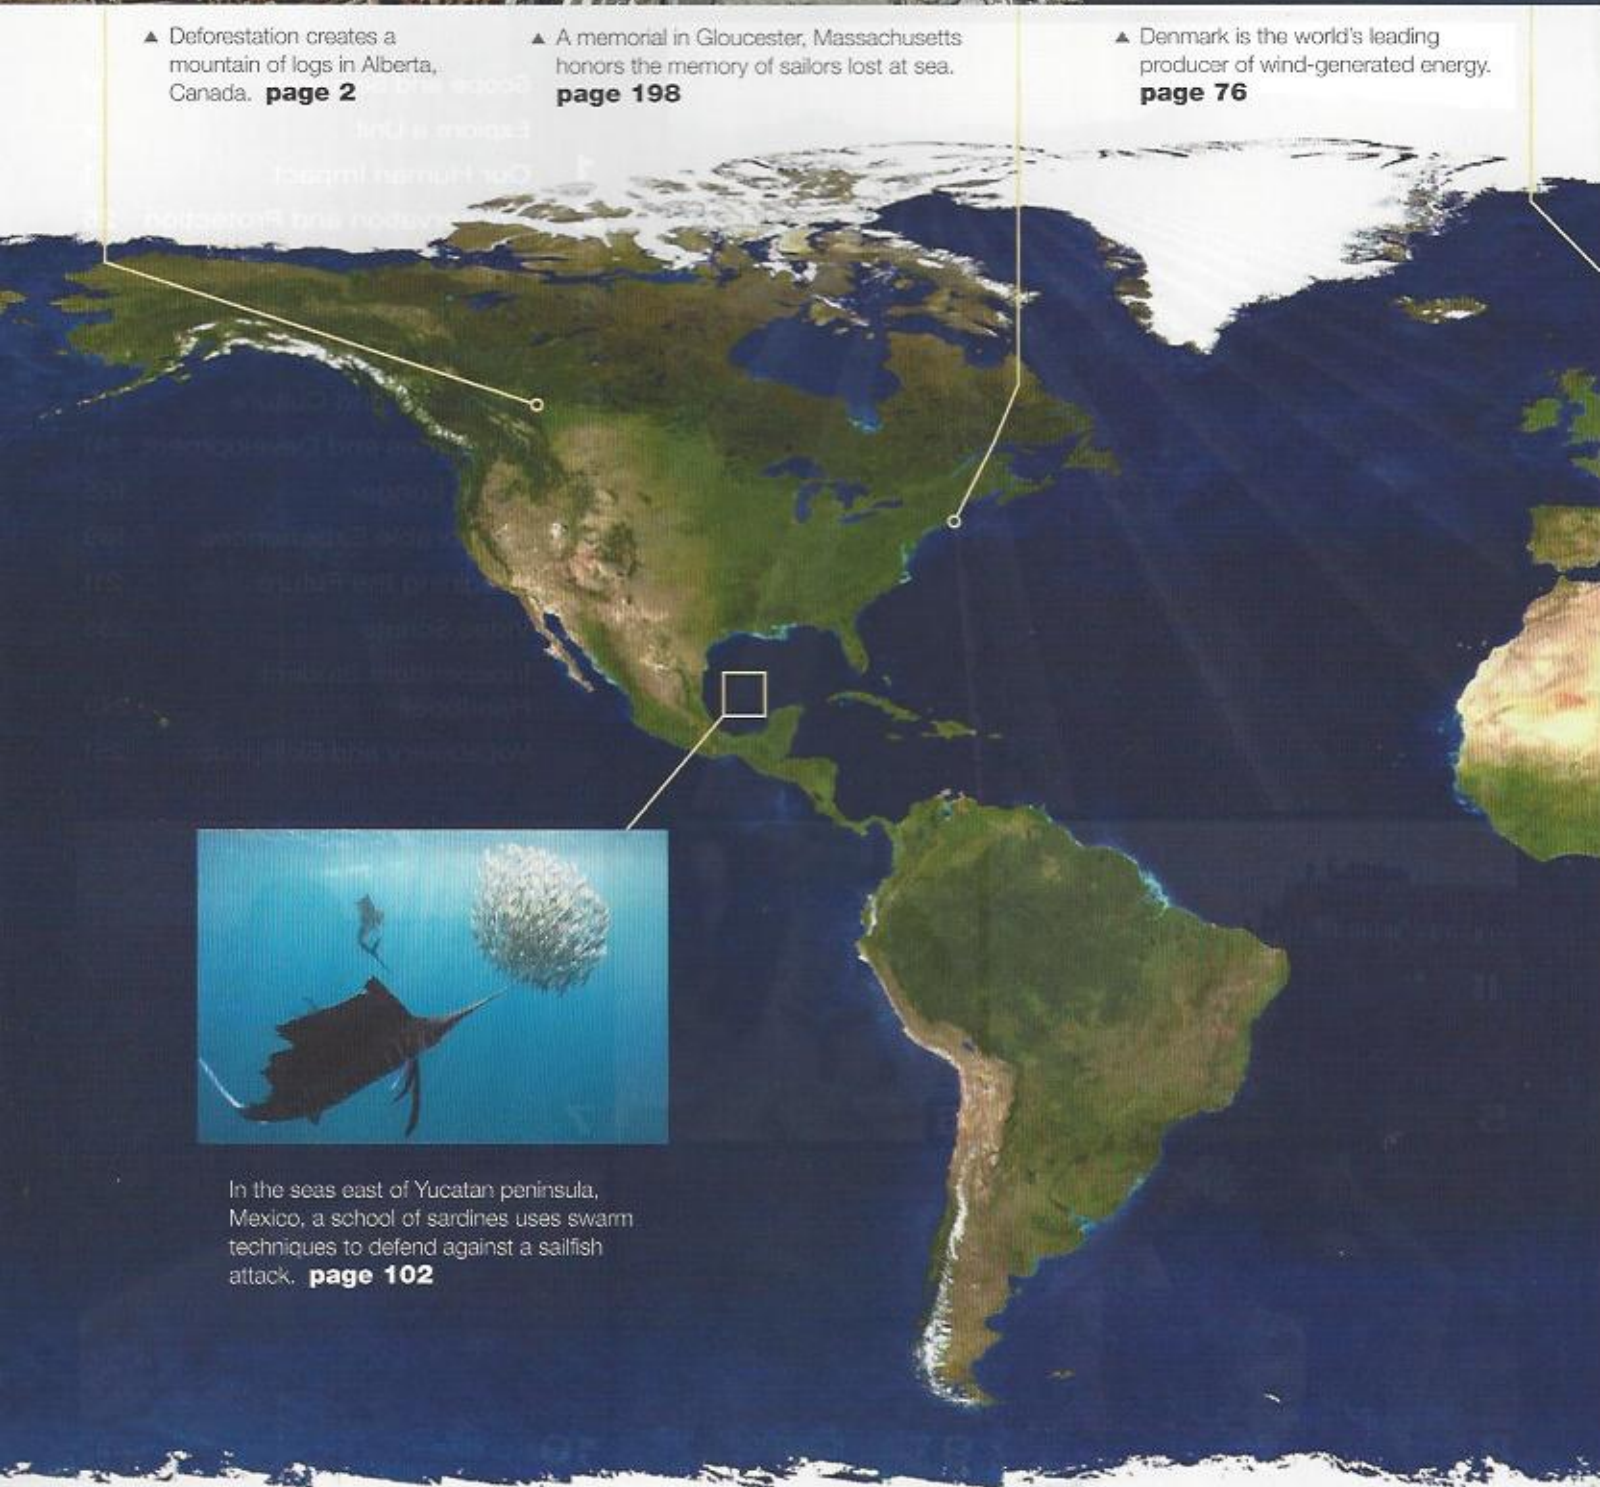 ▲ Deforestation creates a
mountain of logs in Alberta,
Canada. page 2
▲ A memorial in Gloucester, Massachusetts
honors the memory of sailors lost at sea.
page 198
▲ Denmark is the world's leading
producer of wind-generated energy.
page 76
In the seas east of Yucatan peninsula,
Mexico, a school of sardines uses swarm
techniques to defend against a sailfish
attack. page 102